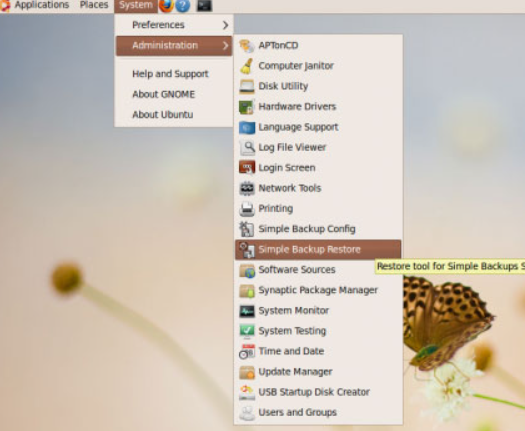 Applications Places System
Preferences
Administration
Help and Support
About GNOME
About Ubuntu
APTonCD
Computer Janitor
Disk Utility
Hardware Drivers
Language Support
Log File Viewer
Login Screen
Network Tools
Printing
Simple Backup Config
Simple Backup Restore
Restore tool for Simple Backups S
Software Sources
Synaptic Package Manager
System Monitor
System Testing
Time and Date
Update Manager
USB Startup Disk Creator
Users and Groups